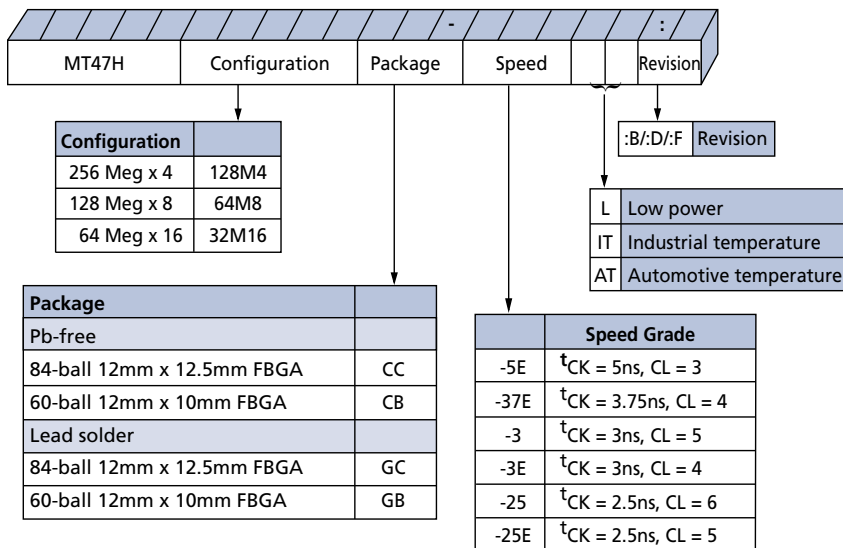 - :
MT47H Configuration Package Speed Revision
:B/:D/:F Revision
Configuration
256 Meg x 4 128M4
128 Meg x 8 64M8
64 Meg x 16 32M16
L Low power
IT Industrial temperature
AT Automotive temperature
Package
Pb-free
84-ball 12mm x 12.5mm FBGA CC
60-ball 12mm x 10mm FBGA CB
Lead solder
84-ball 12mm x 12.5mm FBGA GC
60-ball 12mm x 10mm FBGA GB
Speed Grade
-5E tCK = 5ns, CL = 3
-37E tCK = 3.75ns, CL = 4
-3 tCK = 3ns, CL = 5
-3E tCK = 3ns, CL = 4
-25 tCK = 2.5ns, CL = 6
-25E tCK = 2.5ns, CL = 5